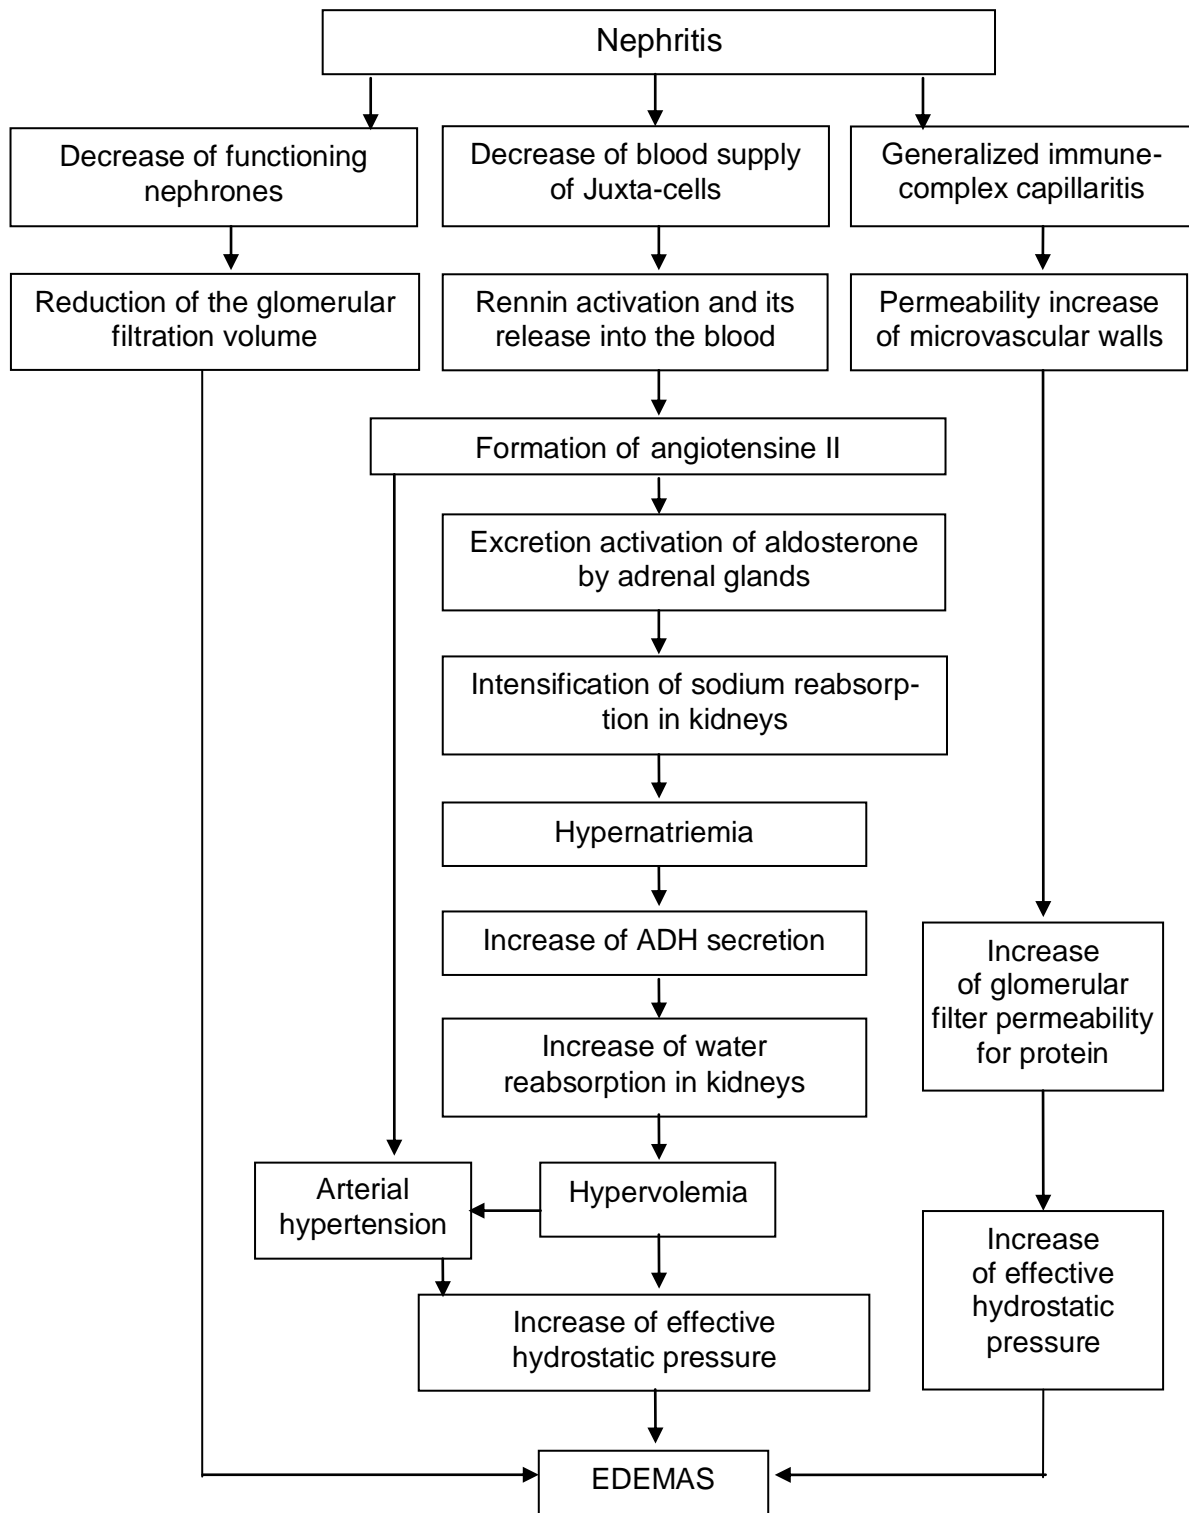 Nephritis
Decrease of functioning
nephrones
Decrease of blood supply
of Juxta-cells
Generalized immune-
complex capillaritis
Reduction of the glomerular
filtration volume
Rennin activation and its
release into the blood
Permeability increase
of microvascular walls
Formation of angiotensine II
Excretion activation of aldosterone
by adrenal glands
Intensification of sodium reabsorp-
tion in kidneys
Hypernatriemia
Increase of ADH secretion
Increase
of glomerular
filter permeability
for protein
Increase of water
reabsorption in kidneys
Arterial
hypertension
Hypervolemia
Increase
of effective
hydrostatic
pressure
Increase of effective
hydrostatic pressure
EDEMAS